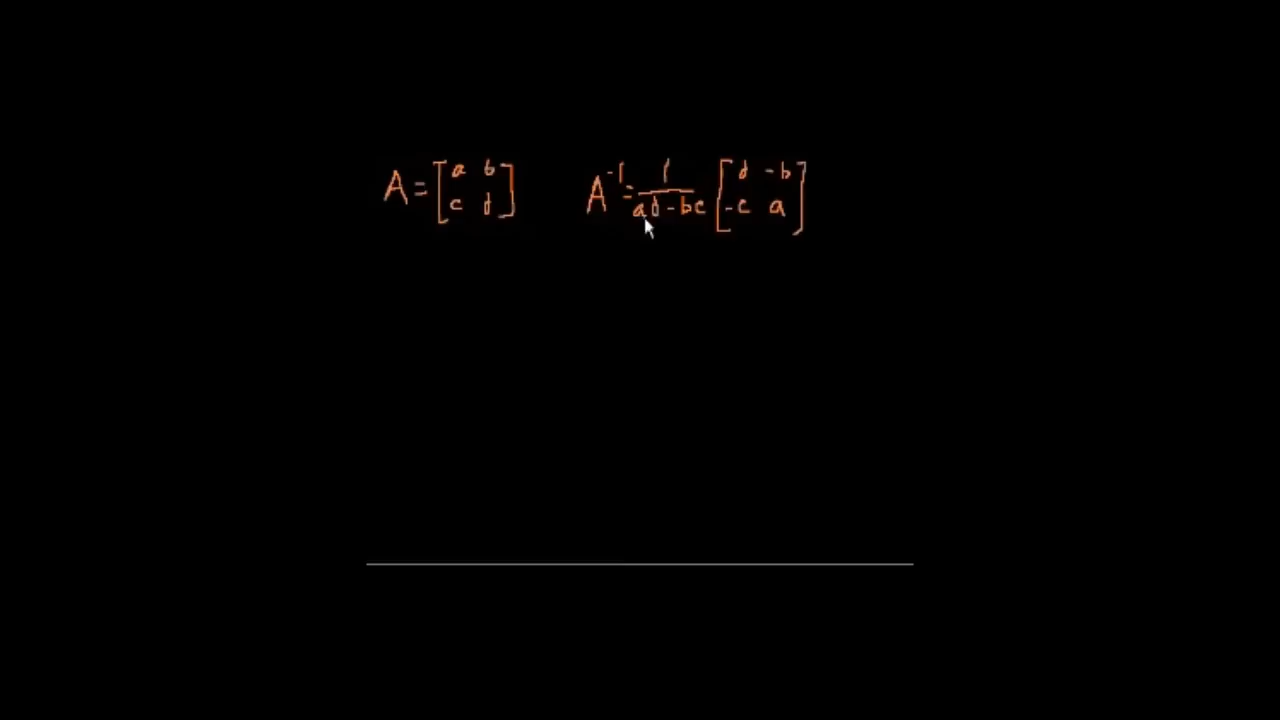 A = [a b c d] A^-1 = 1/(ad - bc) [d -b -c a]